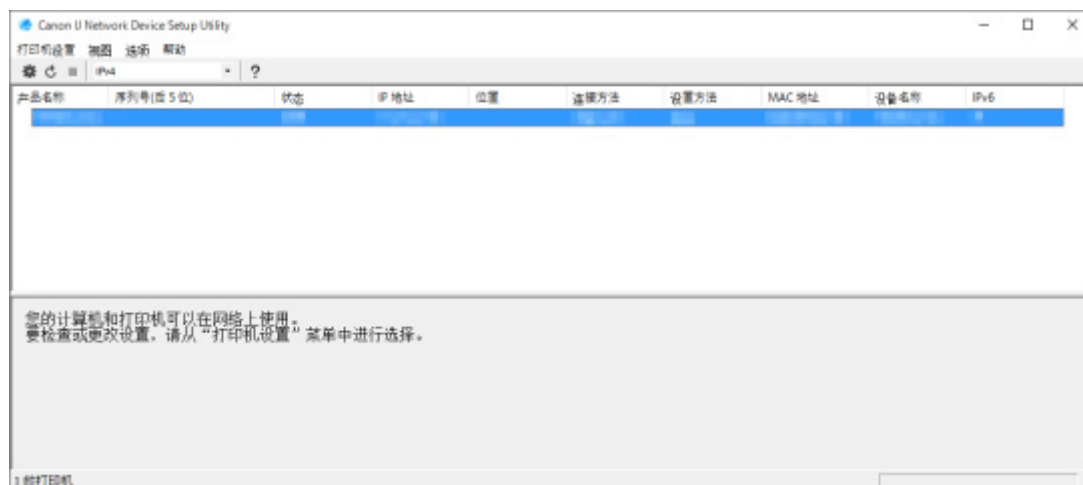 Canon IJ Network Device Setup Utility
打印机设置 视图 选项 帮助
IPv4 ?
产品名称 序列号(后 5 位) 状态 IP 地址 位置 连接方法 设置方法 MAC 地址 设备名称 IPv6
您的计算机和打印机可以在网络上使用。
要检查或更改设置，请从“打印机设置”菜单中进行选择。
打印机